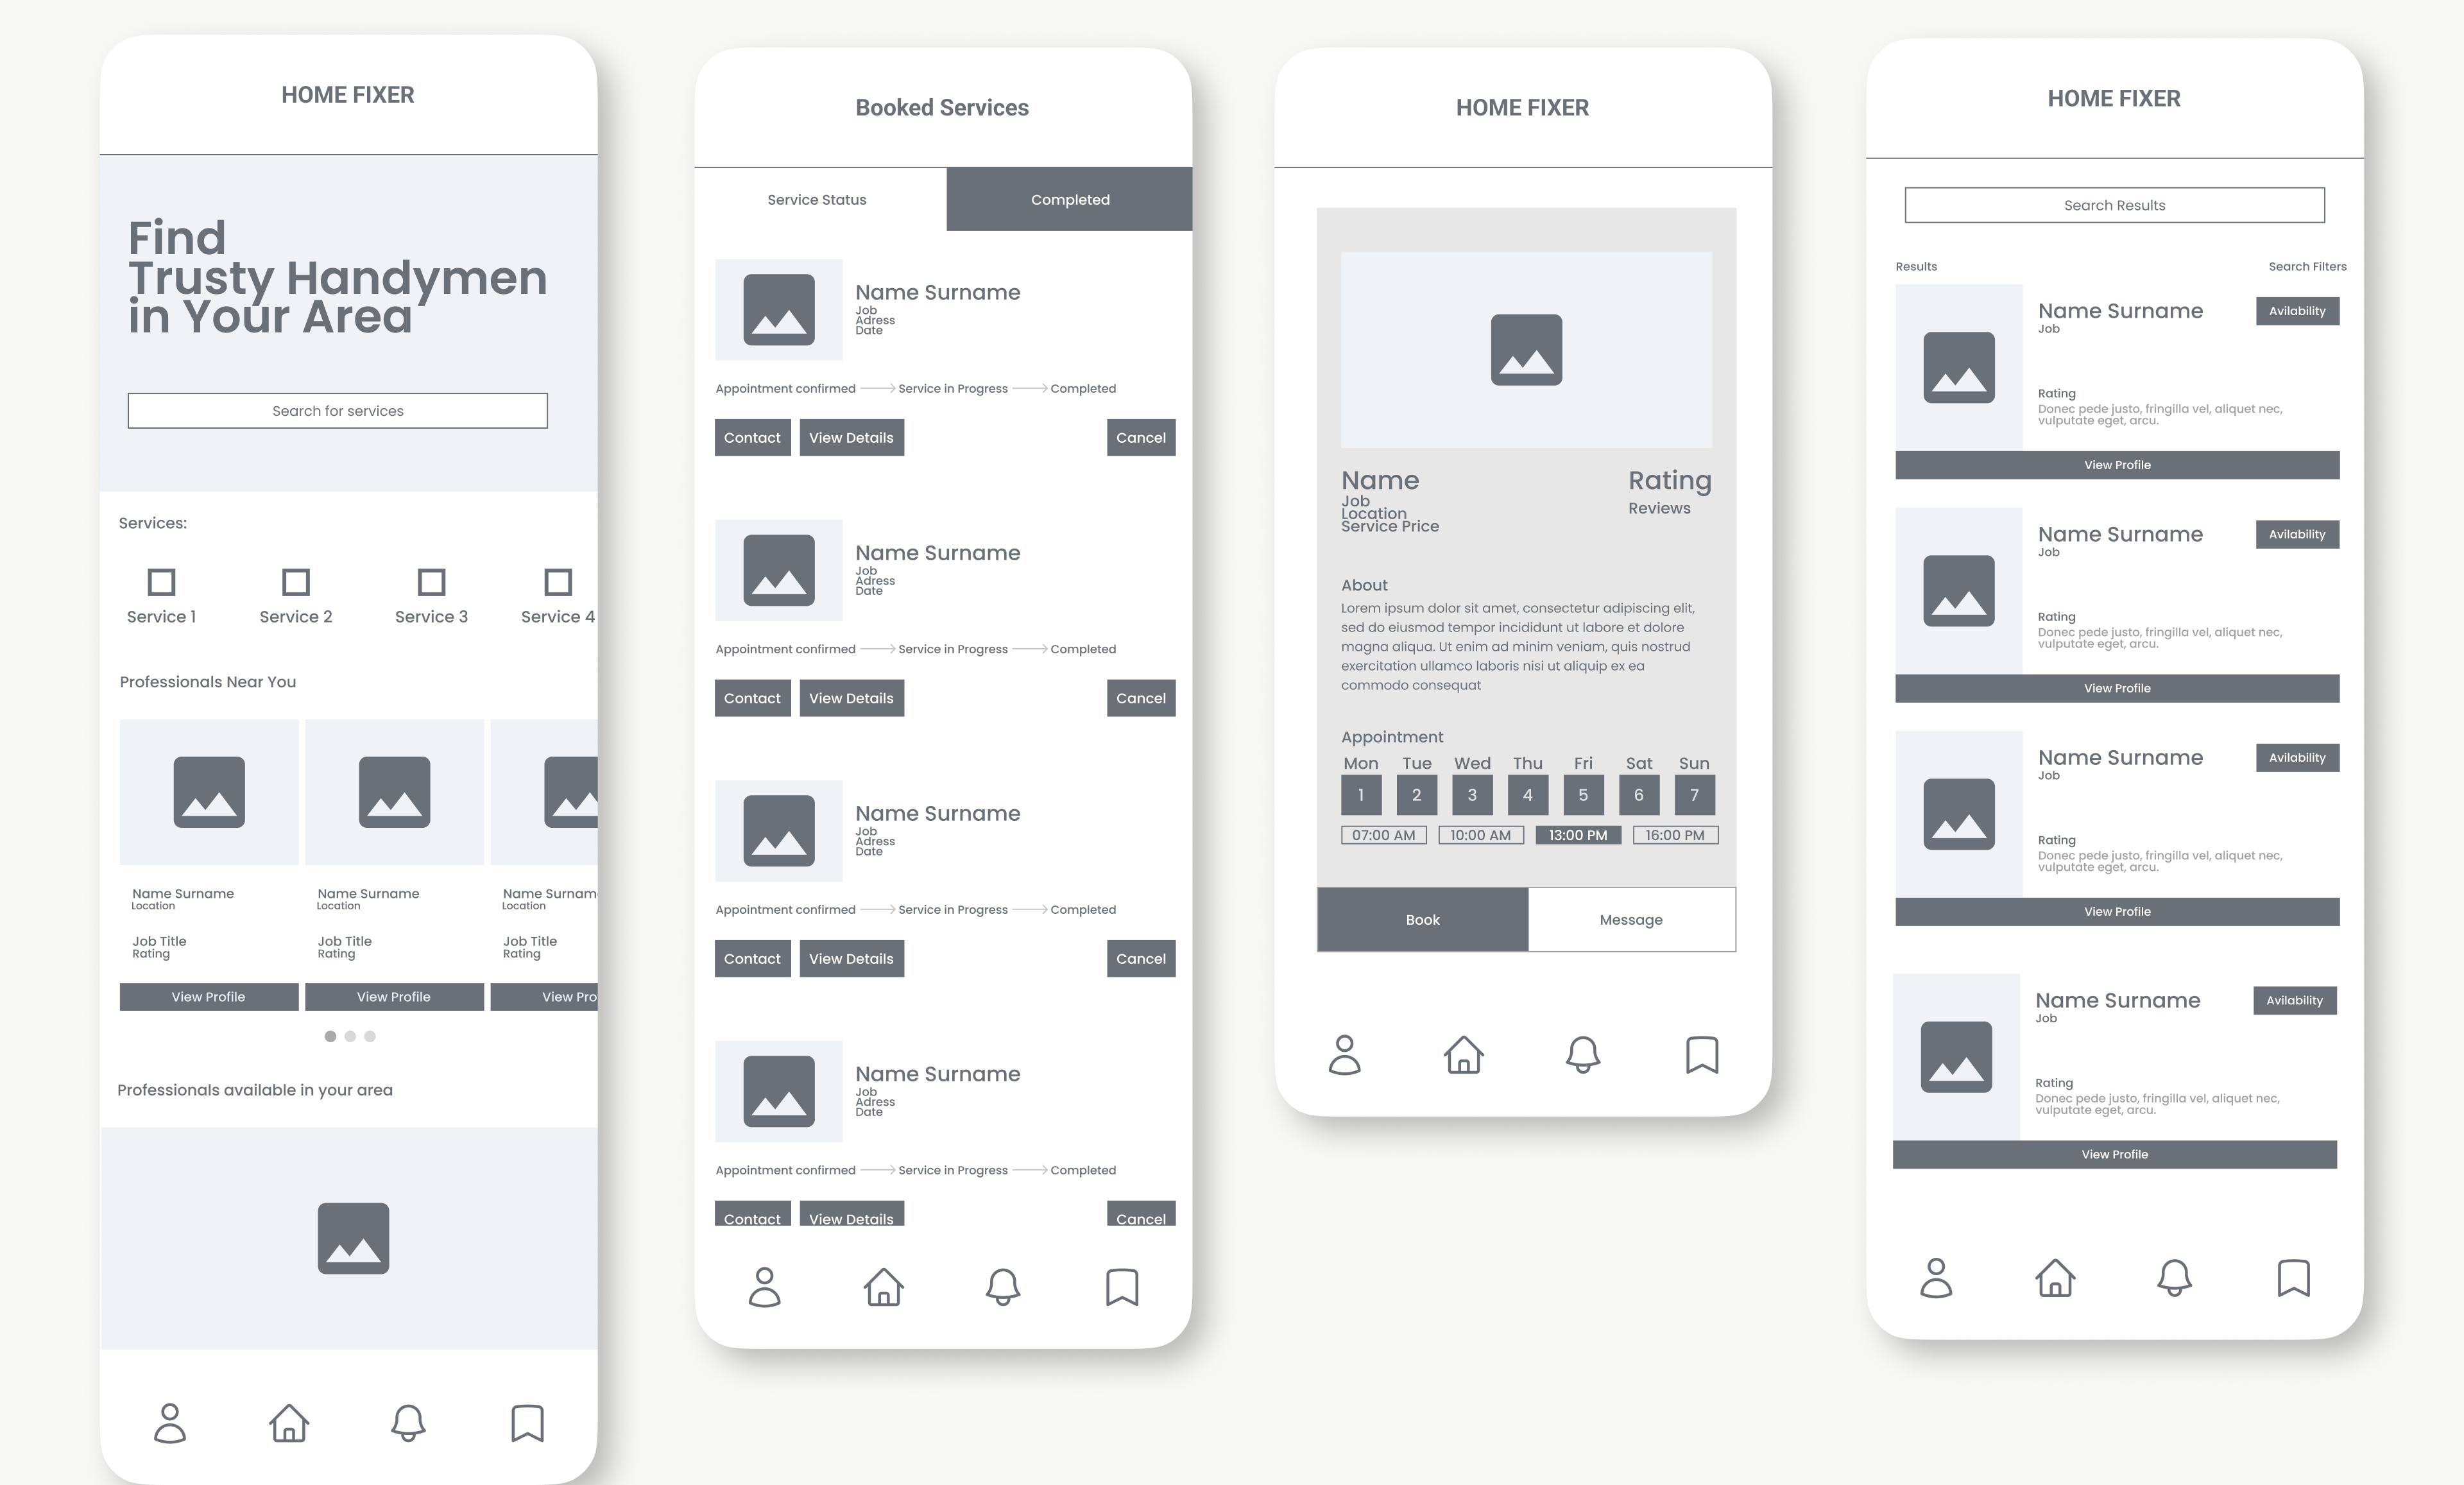 HOME FIXER
Find
Trusty Handymen
in Your Area
Search for services
Services:
Service 1 Service 2 Service 3 Service 4
Professionals Near You
Name Surname Name Surname Name Surnam
Location Location Location
Job Title Job Title Job Title
Rating Rating Rating
View Profile View Profile View Pro
Professionals available in your area
Booked Services
Service Status Completed
Name Surname
Job
Adress
Date
Appointment confirmed Service in Progress Completed
Contact View Details Cancel
Name Surname
Job
Adress
Date
Appointment confirmed Service in Progress Completed
Contact View Details Cancel
Name Surname
Job
Adress
Date
Appointment confirmed Service in Progress Completed
Contact View Details Cancel
Name Surname
Job
Adress
Date
Appointment confirmed Service in Progress Completed
Contact View Details Cancel
HOME FIXER
Name Rating
Job
Location Reviews
Service Price
About
Lorem ipsum dolor sit amet, consectetur adipiscing elit,
sed do eiusmod tempor incididunt ut labore et dolore
magna aliqua. Ut enim ad minim veniam, quis nostrud
exercitation ullamco laboris nisi ut aliquip ex ea
commodo consequat
Appointment
Mon Tue Wed Thu Fri Sat Sun
1 2 3 4 5 6 7
07:00 AM 10:00 AM 13:00 PM 16:00 PM
Book Message
HOME FIXER
Search Results
Results Search Filters
Name Surname Avilability
Job
Rating
Donec pede justo, fringilla vel, aliquet nec,
vulputate eget, arcu.
View Profile
Name Surname Avilability
Job
Rating
Donec pede justo, fringilla vel, aliquet nec,
vulputate eget, arcu.
View Profile
Name Surname Avilability
Job
Rating
Donec pede justo, fringilla vel, aliquet nec,
vulputate eget, arcu.
View Profile
Name Surname Avilability
Job
Rating
Donec pede justo, fringilla vel, aliquet nec,
vulputate eget, arcu.
View Profile